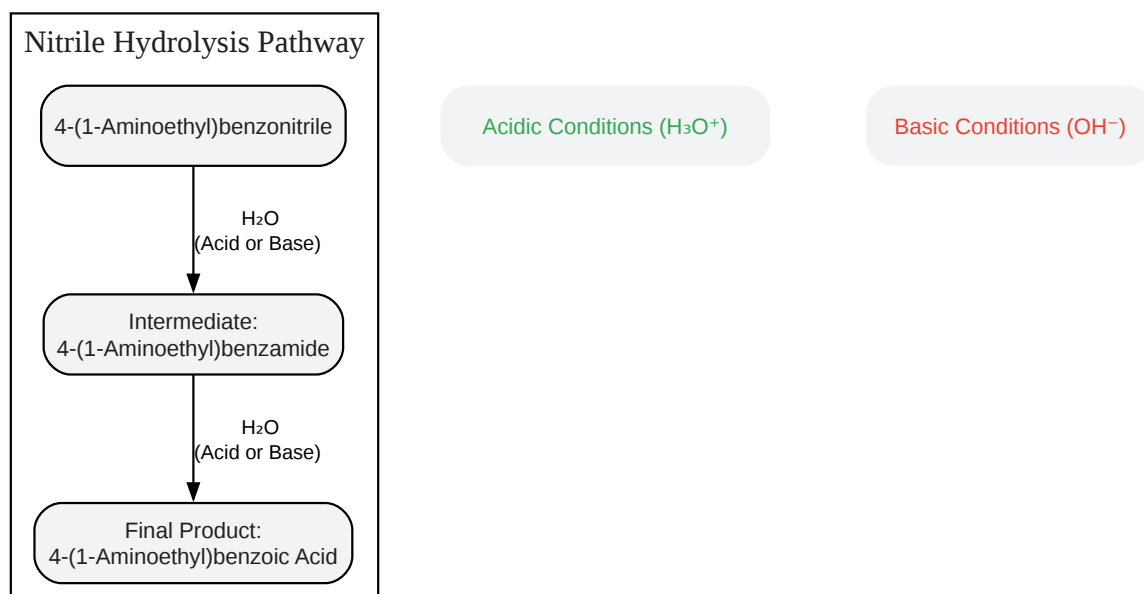 Nitrile Hydrolysis Pathway
4-(1-Aminoethyl)benzonitrile
Acidic Conditions (H₃O⁺)
Basic Conditions (OH⁻)
H₂O
(Acid or Base)
Intermediate:
4-(1-Aminoethyl)benzamide
H₂O
(Acid or Base)
Final Product:
4-(1-Aminoethyl)benzoic Acid